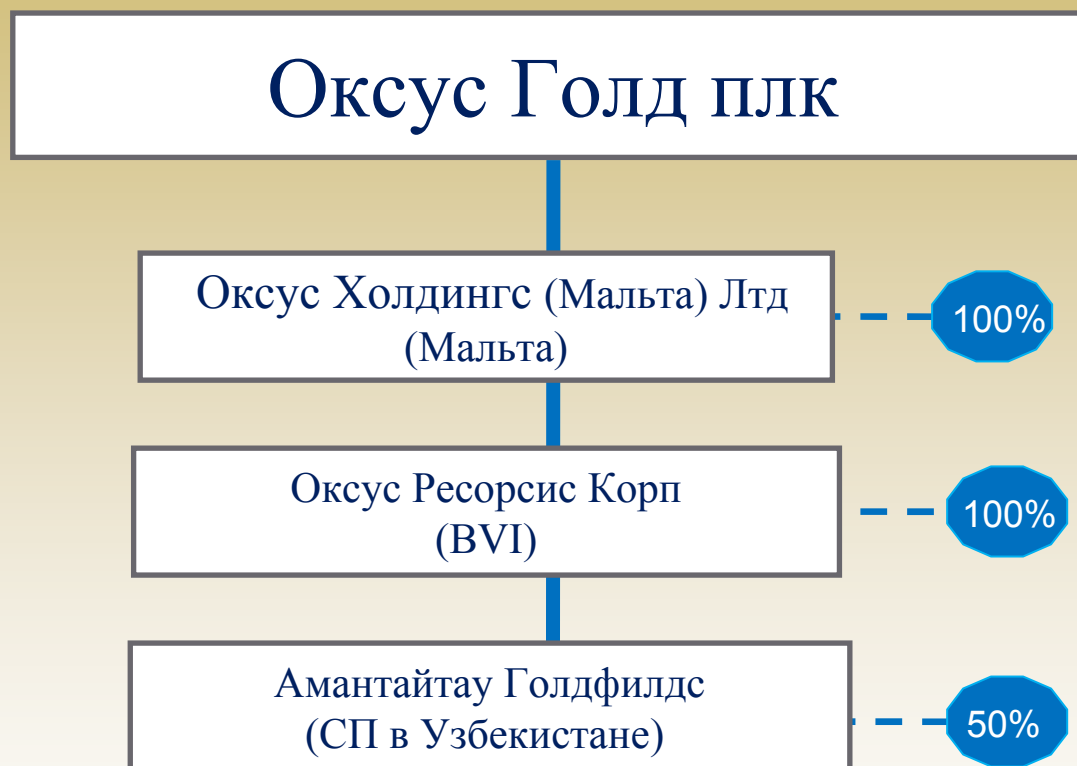 Оксус Голд плк
Оксус Холдингс (Мальта) Лтд
(Мальта)
100%
Оксус Ресорсис Корп
(BVI)
100%
Амантайтау Голдфилдс
(СП в Узбекистане)
50%